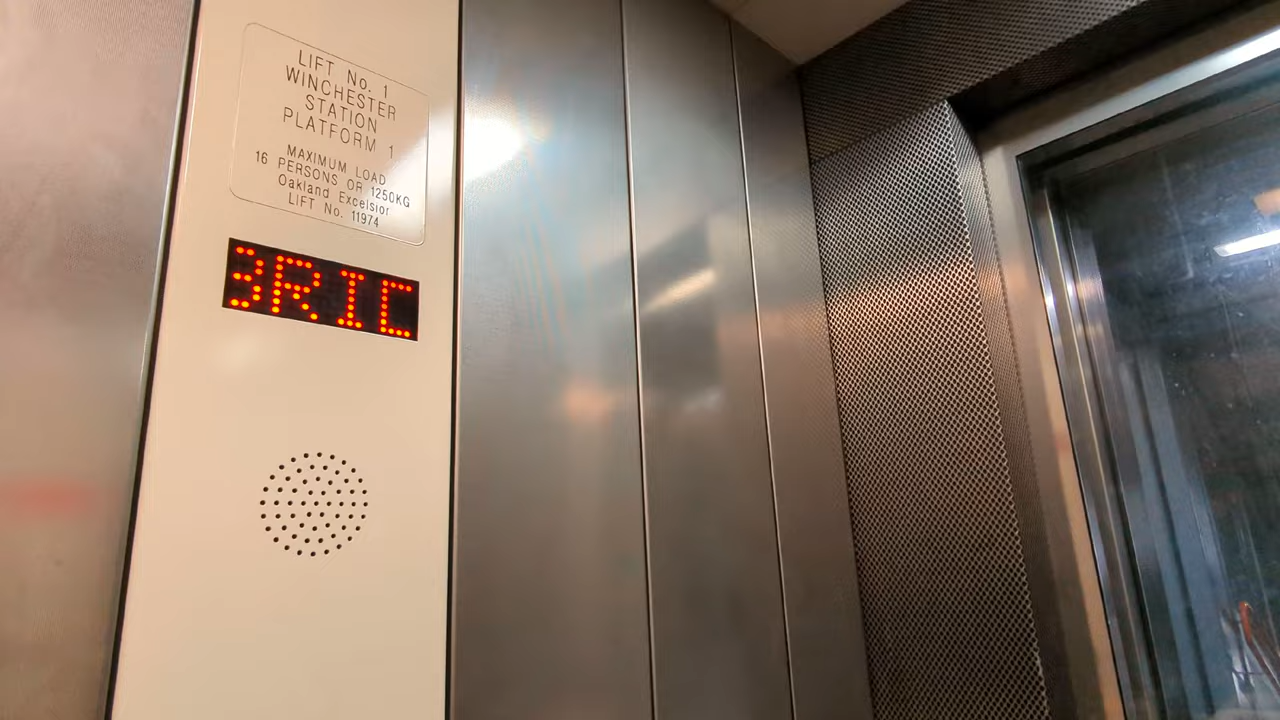 LIFT No. 1
WINCHESTER
STATION
PLATFORM 1
MAXIMUM LOAD
16 PERSONS OR 1250KG
Oakland Excelsior
LIFT No. 11974
3RIC